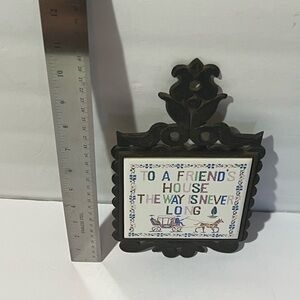 TO A FRIEND'S
HOUSE
THE WAY IS NEVER
LONG